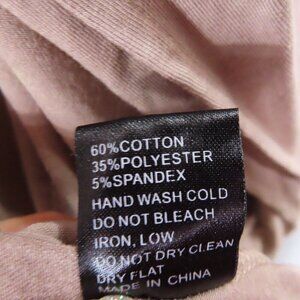 60%COTTON
35%POLYESTER
5%SPANDEX
HAND WASH COLD
DO NOT BLEACH
IRON, LOW
DO NOT DRY CLEAN
DRY FLAT
MADE IN CHINA